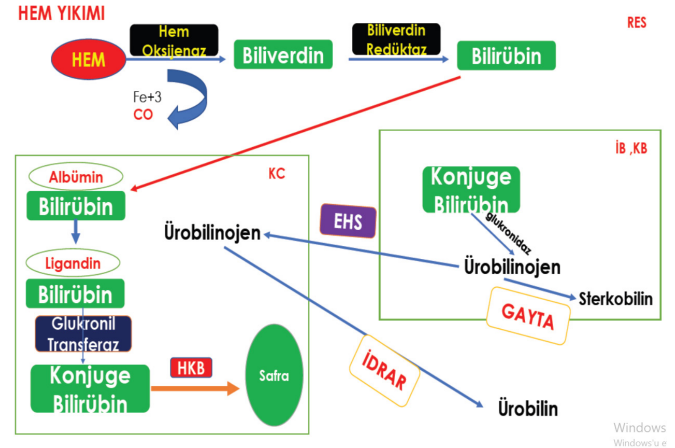 HEM YIKIMI
RES
HEM
Hem
Oksijenaz
Biliverdin
Biliverdin
Redüktaz
Bilirübin
Fe+3
CO
KC
Albümin
Bilirübin
Ligandin
Bilirübin
Glukronil
Transferaz
Konjuge
Bilirübin
HKB
Safra
Ürobilinojen
EHS
İB ,KB
Konjuge
Bilirübin
glukronidaz
Ürobilinojen
Sterkobilin
GAYTA
İDRAR
Ürobilin
Windows
Windows'u e